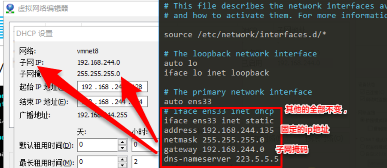 虚拟网络编辑器
DHCP 设置
网络: vmnet8
子网 IP: 192.168.244.0
子网掩码: 255.255.255.0
起始 IP 地址(S): 192 .168
结束 IP 地址(E): 192 .168.244
广播地址: 192.168.244.255
天:
默认租用时间(D): 0
最大租用时间(M): 0
# This file describes the network interfaces av
# and how to activate them. For more informatio
source /etc/network/interfaces.d/*
# The loopback network interface
auto lo
iface lo inet loopback
# The primary network interface
auto ens33
# iface ens33 inet dhcp 其他的全部不变。
iface ens33 inet static
address 192.168.244.135 固定的ip地址
netmask 255.255.255.0
gateway 192.168.244.0 子网掩码
dns-nameserver 223.5.5.5